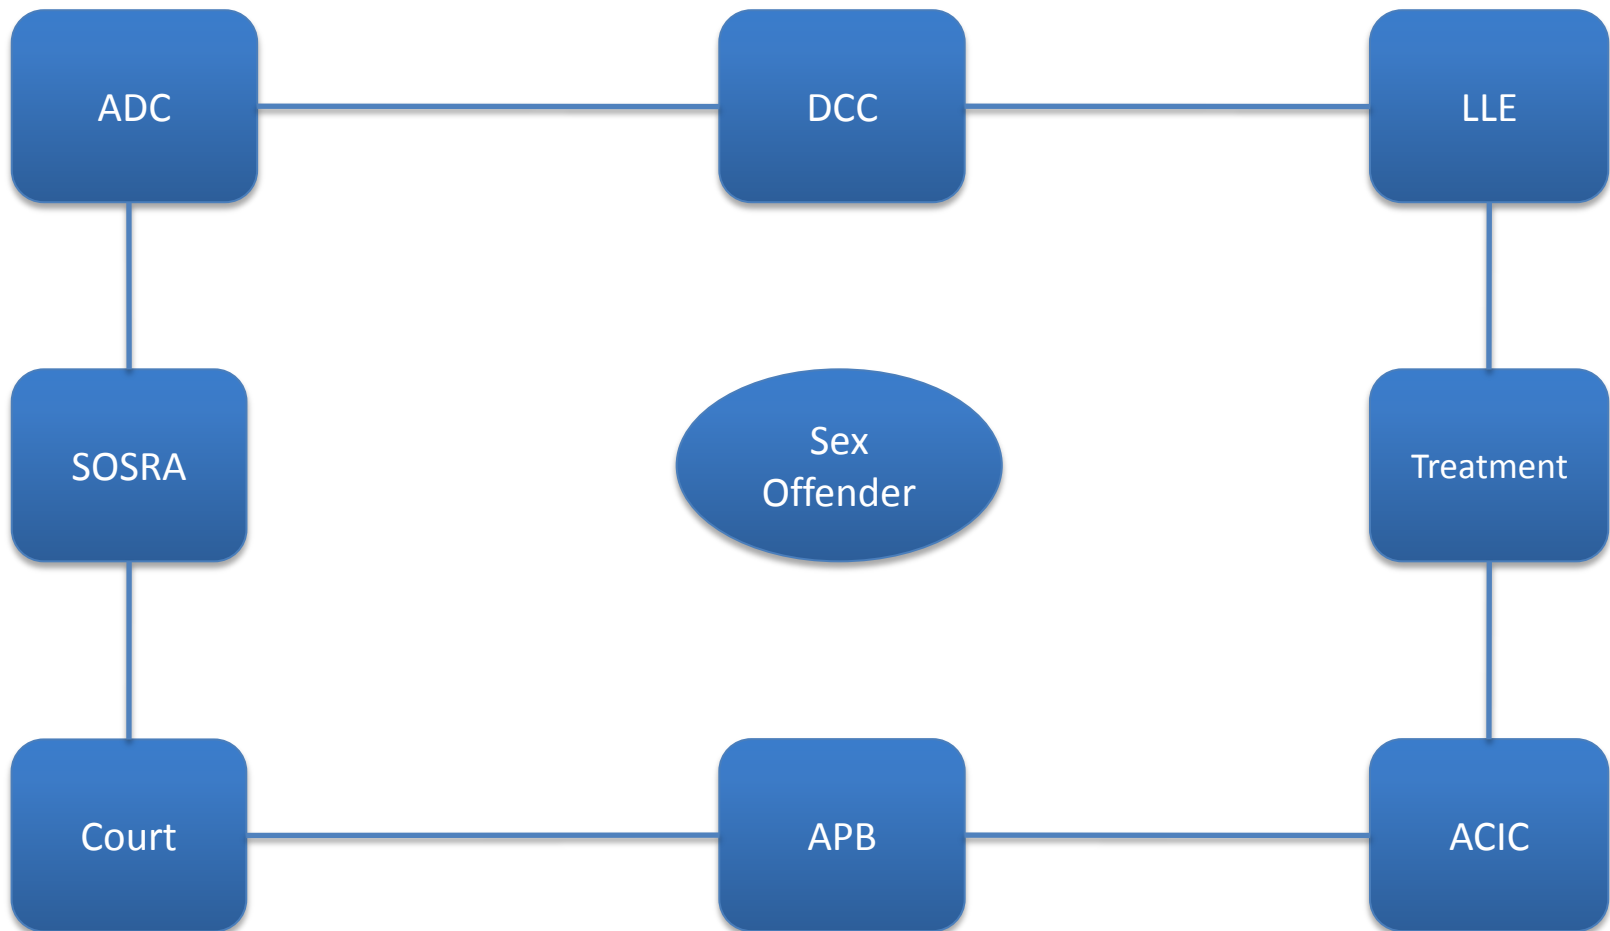 ADC
DCC
LLE
SOSRA
Sex
Offender
Treatment
Court
APB
ACIC